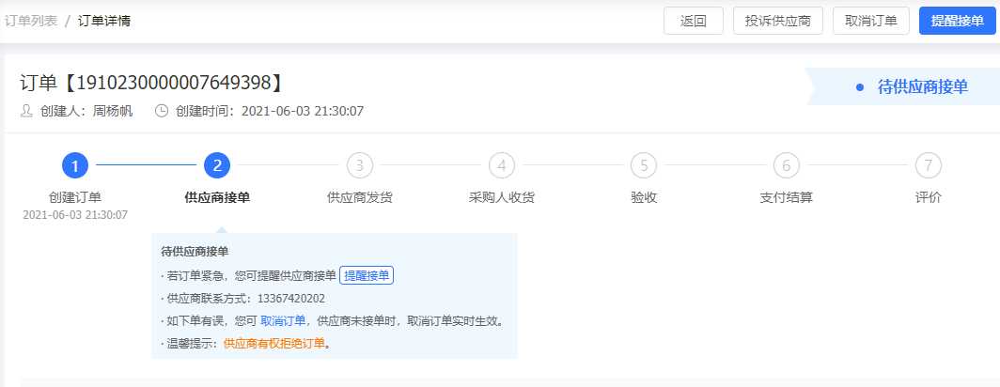 订单列表 / 订单详情 返回 投诉供应商 取消订单 提醒接单
订单【1910230000007649398】
待供应商接单
创建人：周杨帆 创建时间：2021-06-03 21:30:07
1 2 3 4 5 6 7
创建订单 供应商接单 供应商发货 采购人收货 验收 支付结算 评价
2021-06-03 21:30:07
待供应商接单
· 若订单紧急，您可提醒供应商接单 提醒接单
· 供应商联系方式：13367420202
· 如下单有误，您可 取消订单，供应商未接单时，取消订单实时生效。
· 温馨提示：供应商有权拒绝订单。